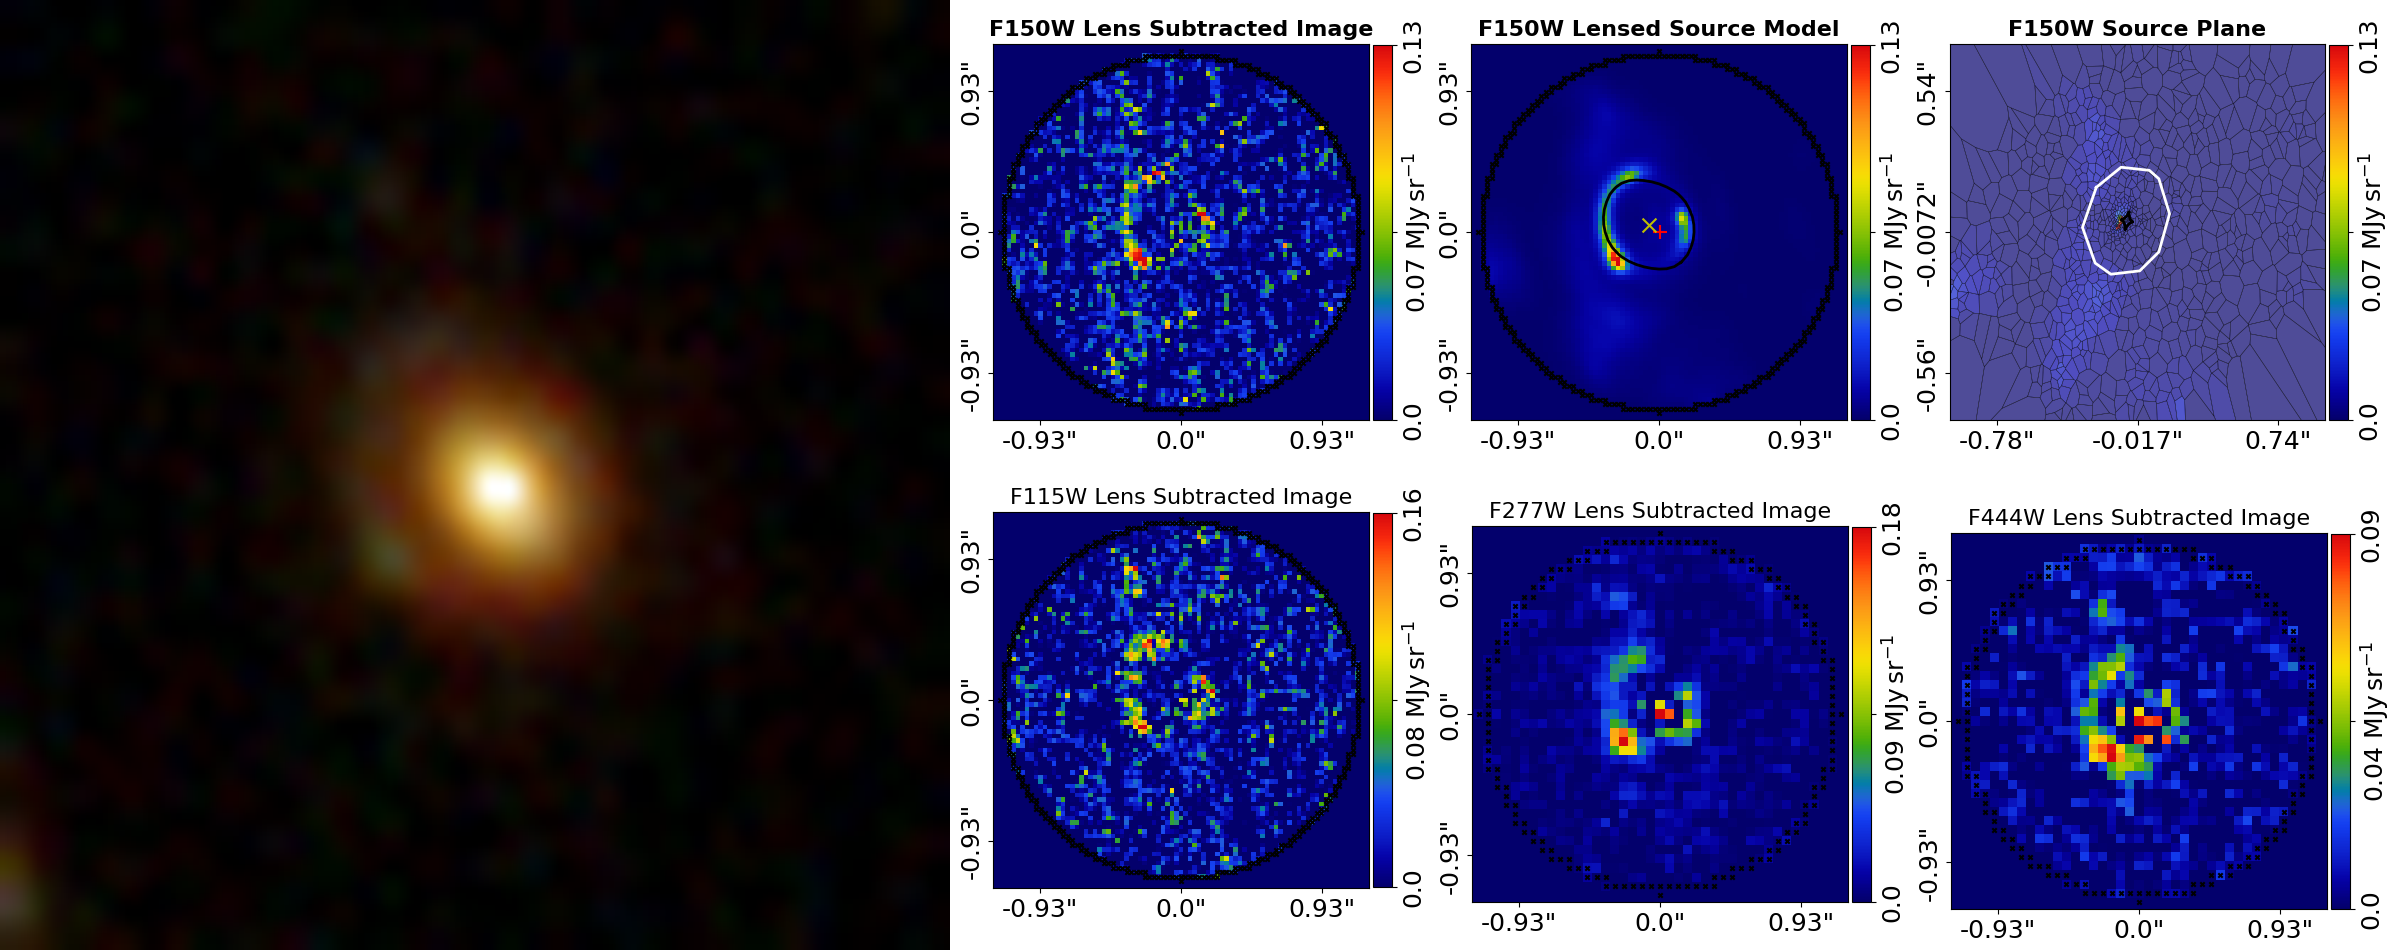 F150W Lens Subtracted Image
0.93"
0.0"
-0.93"
-0.93" 0.0" 0.93"
0.13
0.07 MJy sr⁻¹
0.0
F150W Lensed Source Model
0.93"
0.0"
-0.93"
-0.93" 0.0" 0.93"
0.13
0.07 MJy sr⁻¹
0.0
F150W Source Plane
0.54"
-0.0072"
-0.56"
-0.78" -0.017" 0.74"
0.13
0.07 MJy sr⁻¹
0.0
F115W Lens Subtracted Image
0.93"
0.0"
-0.93"
-0.93" 0.0" 0.93"
0.16
0.08 MJy sr⁻¹
0.0
F277W Lens Subtracted Image
0.93"
0.0"
-0.93"
-0.93" 0.0" 0.93"
0.18
0.09 MJy sr⁻¹
0.0
F444W Lens Subtracted Image
0.93"
0.0"
-0.93"
-0.93" 0.0" 0.93"
0.09
0.04 MJy sr⁻¹
0.0